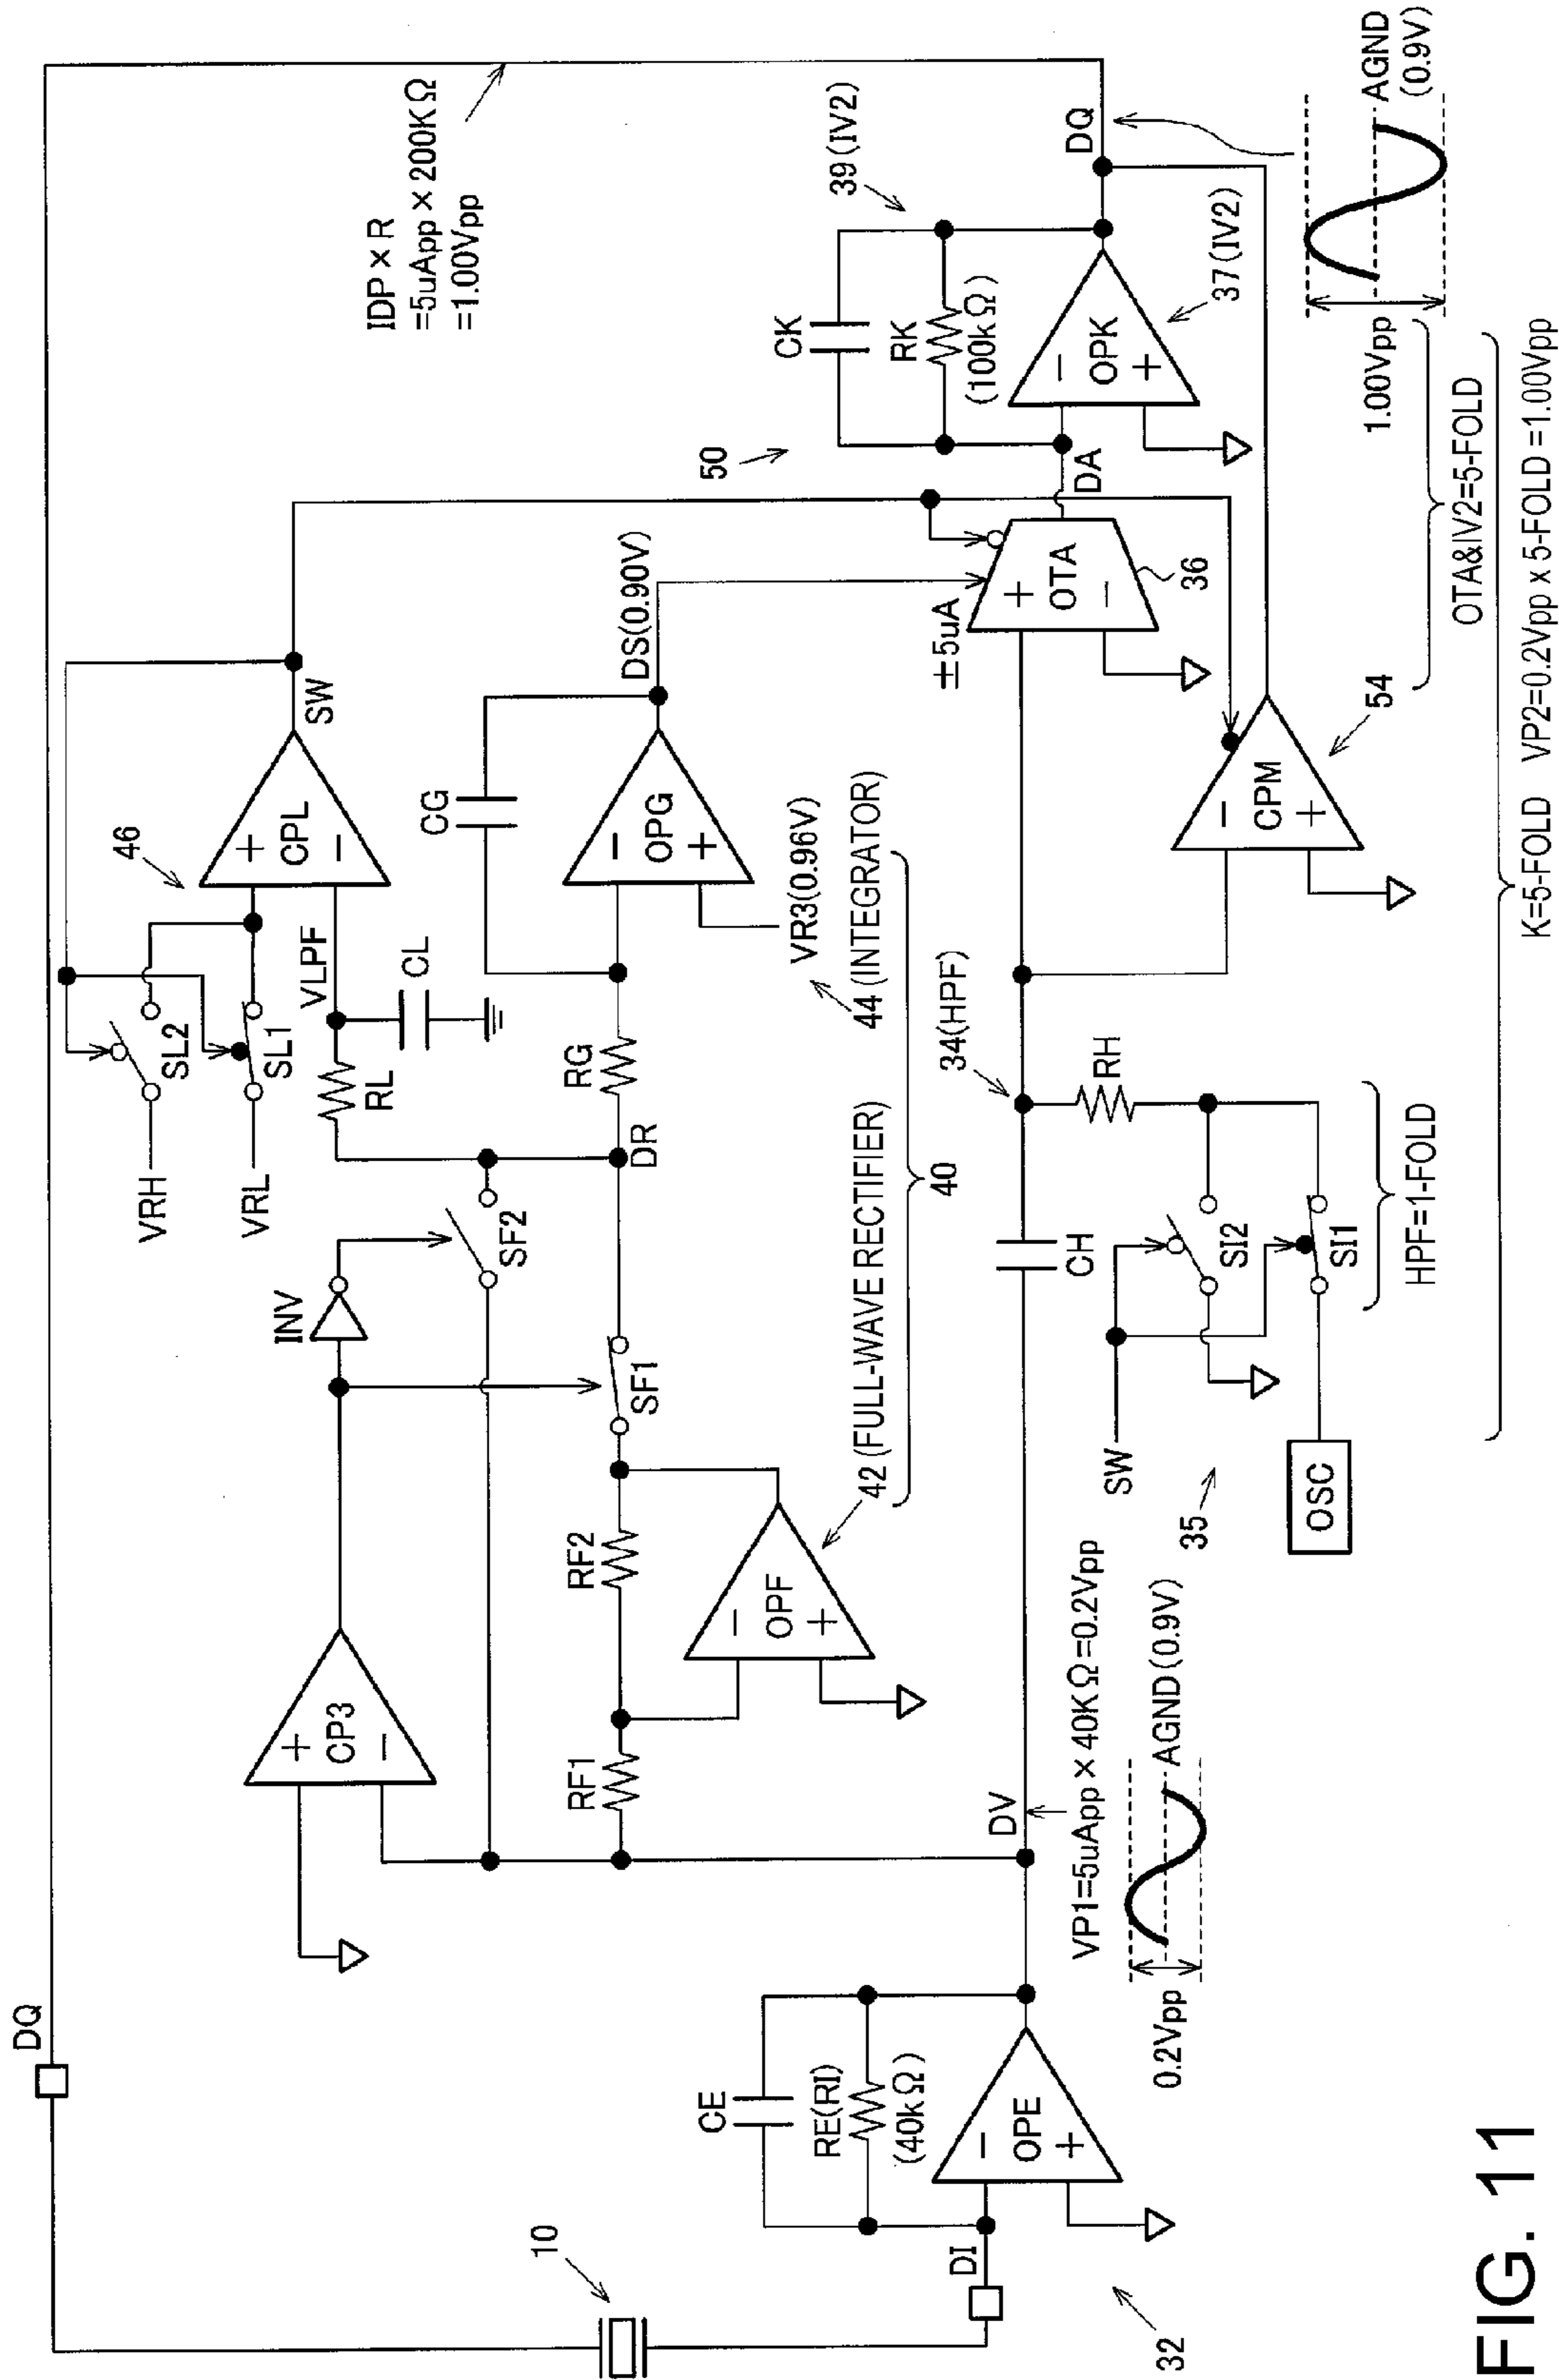 DQ
10
DI
32
CE
RE(RI)
(40kΩ)
−
OPE
+
0.2Vpp
AGND(0.9V)
VP1=5uApp×40KΩ=0.2Vpp
DV
+
CP3
−
INV
SF2
RF1
RF2
−
OPF
+
SF1
DR
42 (FULL-WAVE RECTIFIER)
40
44 (INTEGRATOR)
VRH
VRL
SL2
SL1
46
RL
VLPF
CL
+
CPL
−
SW
RG
CG
−
OPG
+
VR3(0.96V)
DS(0.90V)
CH
34(HPF)
RH
SW
SI2
SI1
35
OSC
HPF=1-FOLD
±5uA
+
OTA
−
36
50
DA
−
CPM
+
54
CK
RK
(100kΩ)
−
OPK
+
39(IV2)
37(IV2)
DQ
IDP×R
=5uApp×200KΩ
=1.00Vpp
AGND
(0.9V)
1.00Vpp
OTA&IV2=5-FOLD
K=5-FOLD VP2=0.2Vpp x 5-FOLD =1.00Vpp
FIG. 11